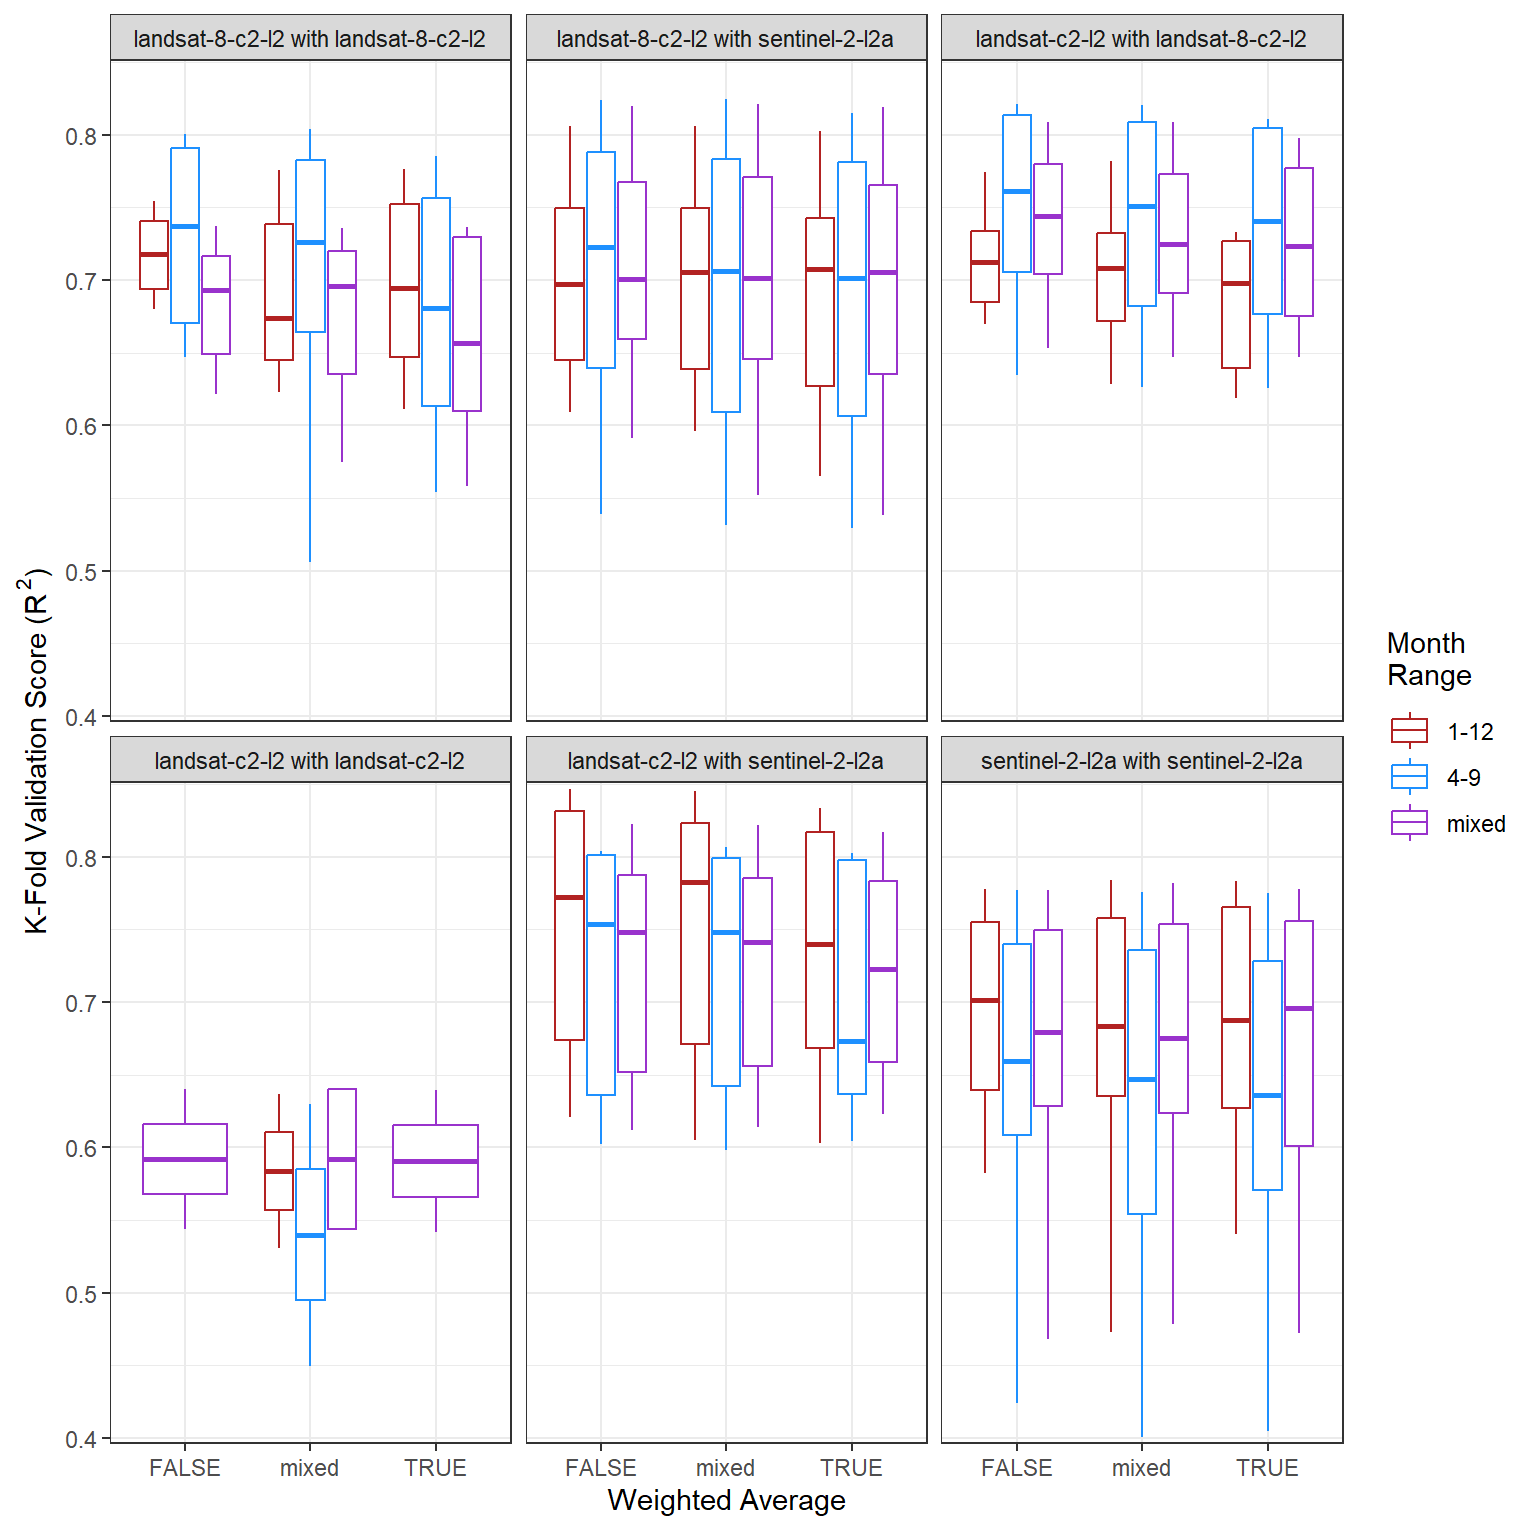 landsat-8-c2-l2 with landsat-8-c2-l2
landsat-8-c2-l2 with sentinel-2-l2a
landsat-c2-l2 with landsat-8-c2-l2
0.8
0.7
0.6
0.5
0.4
landsat-c2-l2 with landsat-c2-l2
landsat-c2-l2 with sentinel-2-l2a
sentinel-2-l2a with sentinel-2-l2a
0.8
0.7
0.6
0.5
0.4
FALSE mixed TRUE
FALSE mixed TRUE
FALSE mixed TRUE
Weighted Average
K-Fold Validation Score (R²)
Month
Range
1-12
4-9
mixed